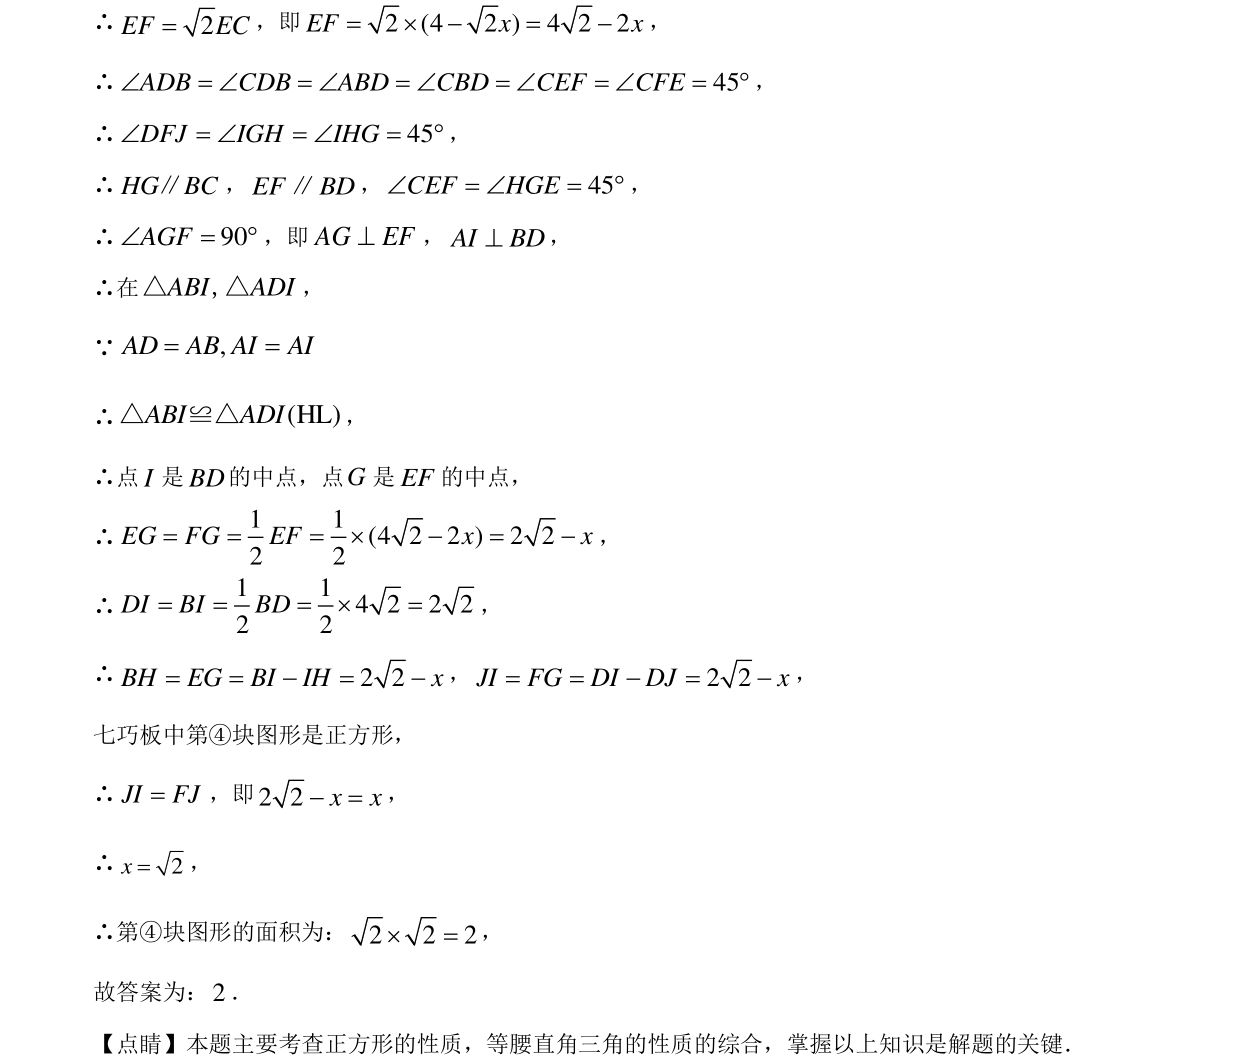 ∴ EF = √2EC，即 EF = √2×(4−√2x) = 4√2−2x，
∴ ∠ADB = ∠CDB = ∠ABD = ∠CBD = ∠CEF = ∠CFE = 45°，
∴ ∠DFJ = ∠IGH = ∠IHG = 45°，
∴ HG∥BC， EF∥BD， ∠CEF = ∠HGE = 45°，
∴ ∠AGF = 90°，即 AG⊥EF， AI⊥BD，
∴在△ABI, △ADI，
∵ AD = AB, AI = AI
∴ △ABI≌△ADI(HL)，
∴点 I 是 BD 的中点，点 G 是 EF 的中点，
∴ EG = FG = 1/2 EF = 1/2×(4√2−2x) = 2√2−x，
∴ DI = BI = 1/2 BD = 1/2×4√2 = 2√2，
∴ BH = EG = BI−IH = 2√2−x， JI = FG = DI−DJ = 2√2−x，
七巧板中第④块图形是正方形，
∴ JI = FJ，即 2√2−x = x，
∴ x = √2，
∴第④块图形的面积为：√2×√2 = 2，
故答案为：2．
【点睛】本题主要考查正方形的性质，等腰直角三角的性质的综合，掌握以上知识是解题的关键．